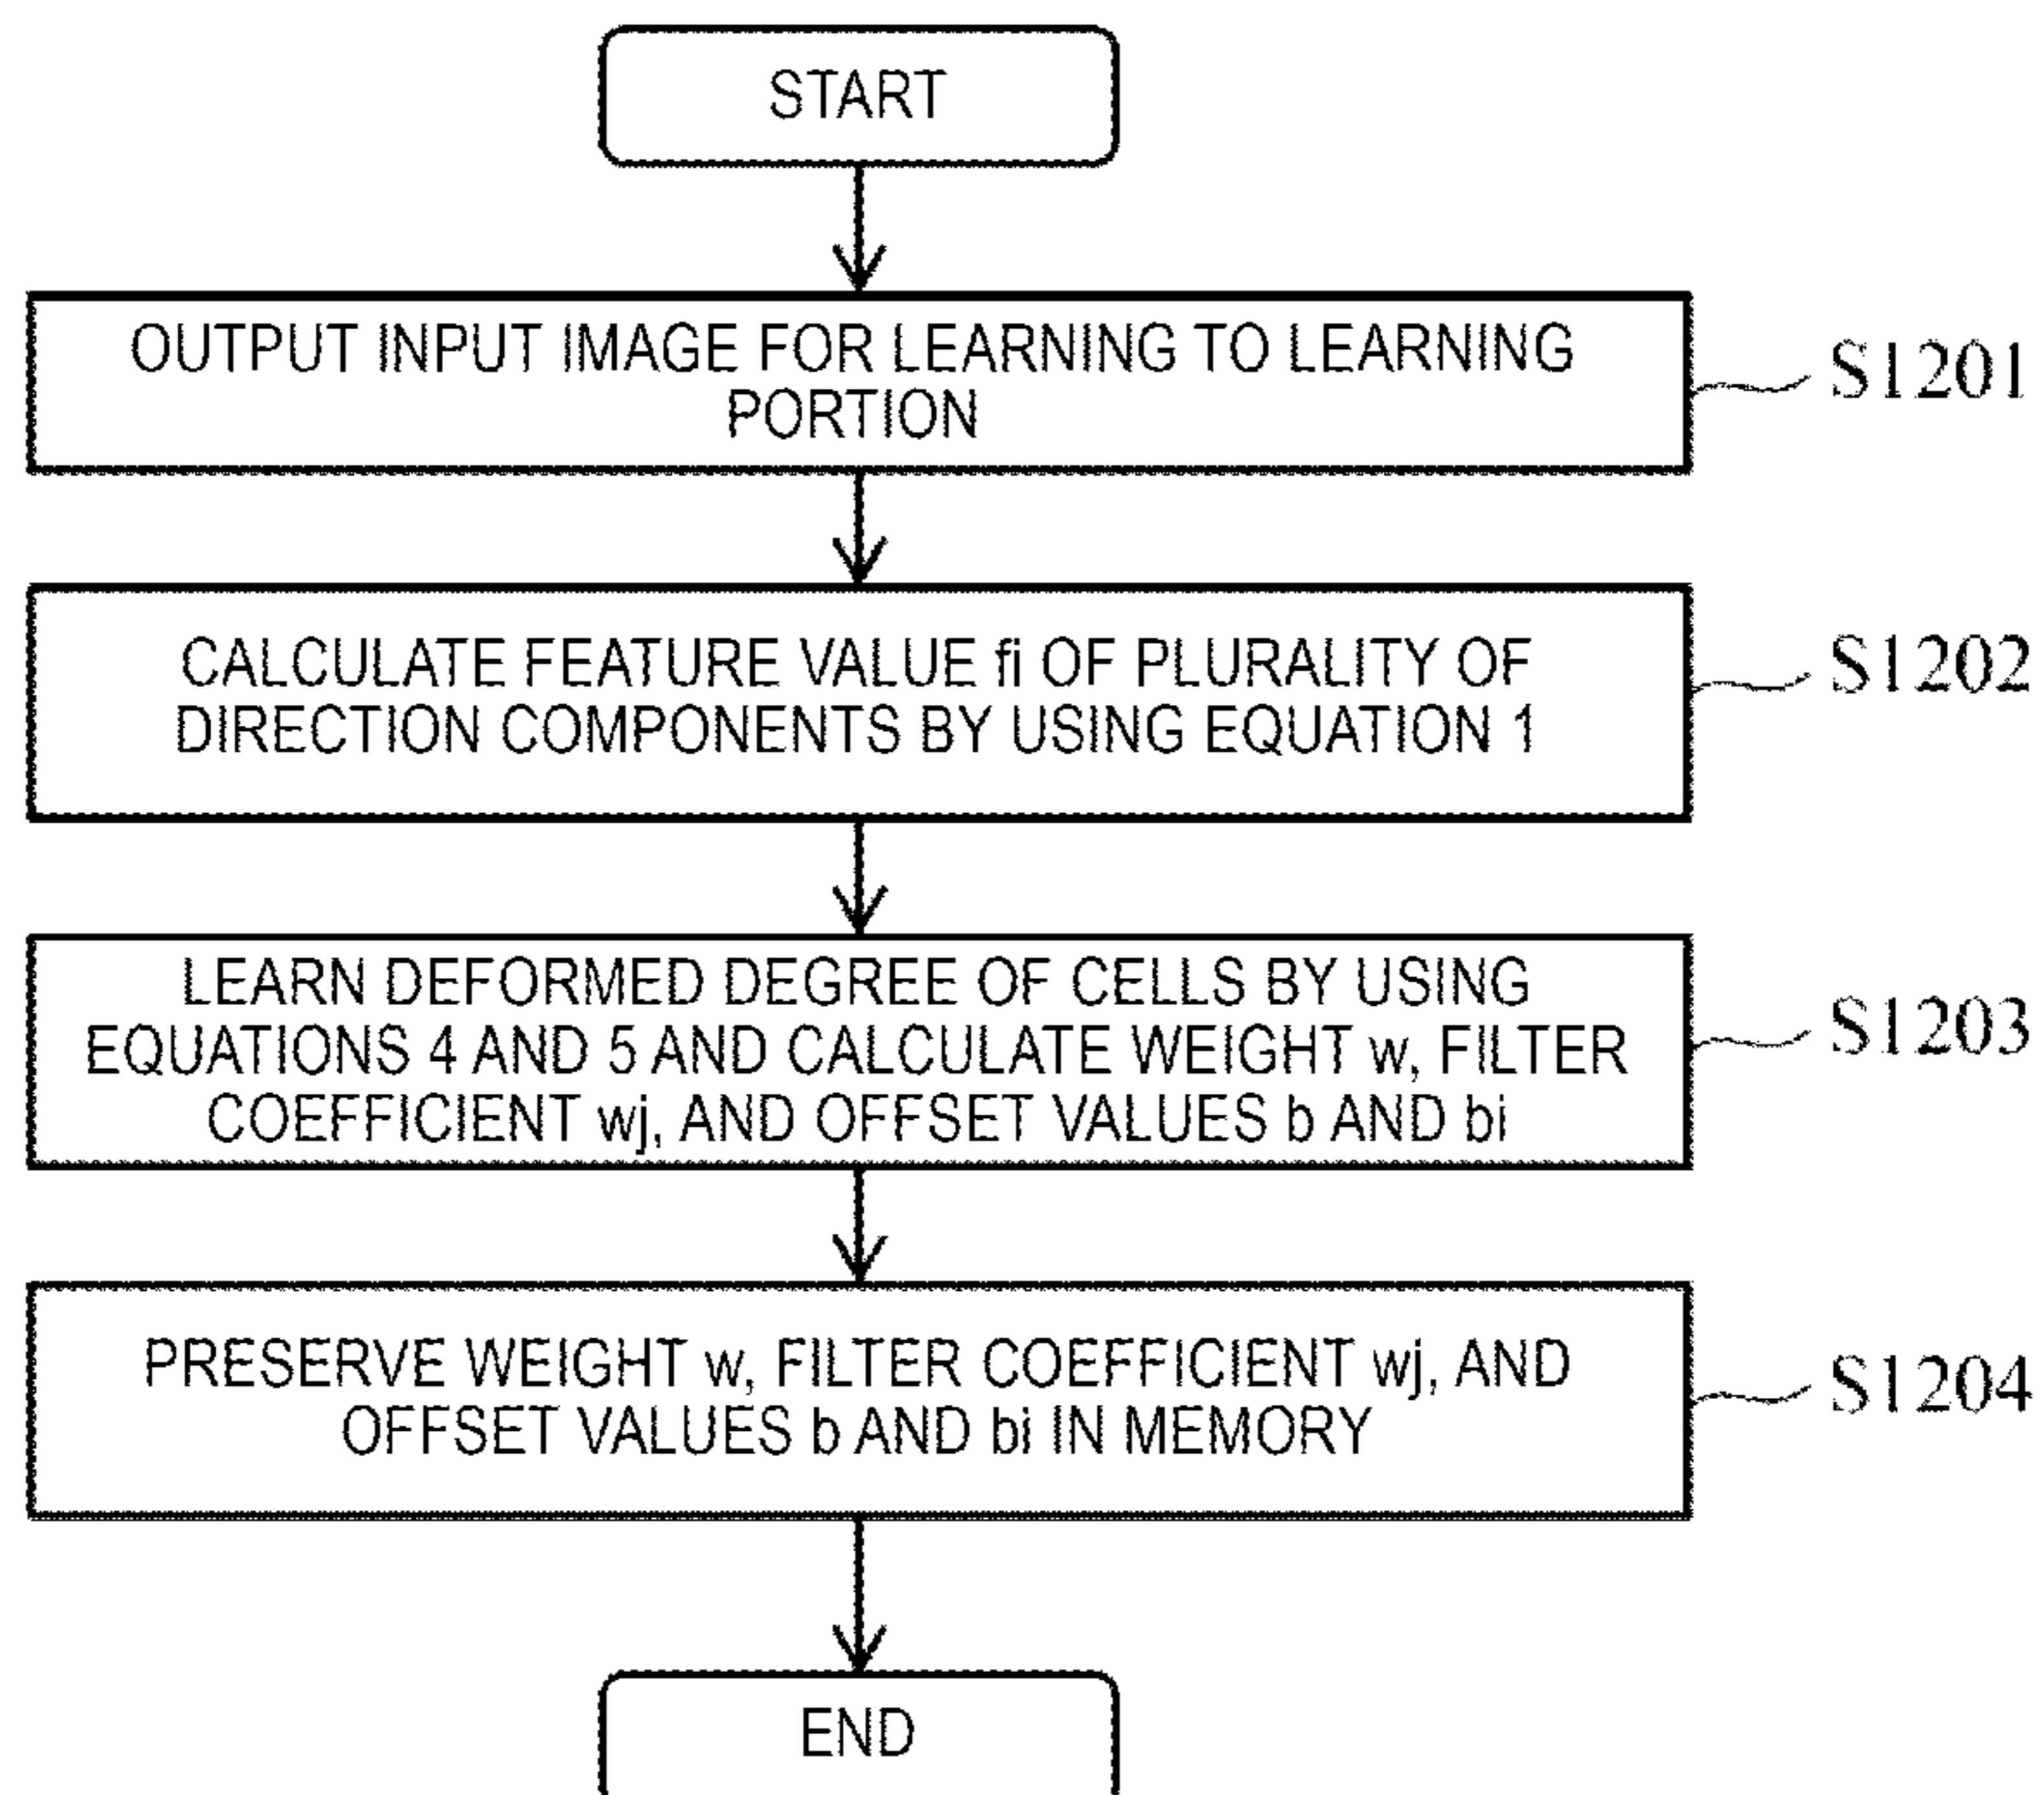 START
OUTPUT INPUT IMAGE FOR LEARNING TO LEARNING
PORTION
S1201
CALCULATE FEATURE VALUE fi OF PLURALITY OF
DIRECTION COMPONENTS BY USING EQUATION 1
S1202
LEARN DEFORMED DEGREE OF CELLS BY USING
EQUATIONS 4 AND 5 AND CALCULATE WEIGHT w, FILTER
COEFFICIENT wj, AND OFFSET VALUES b AND bi
S1203
PRESERVE WEIGHT w, FILTER COEFFICIENT wj, AND
OFFSET VALUES b AND bi IN MEMORY
S1204
END